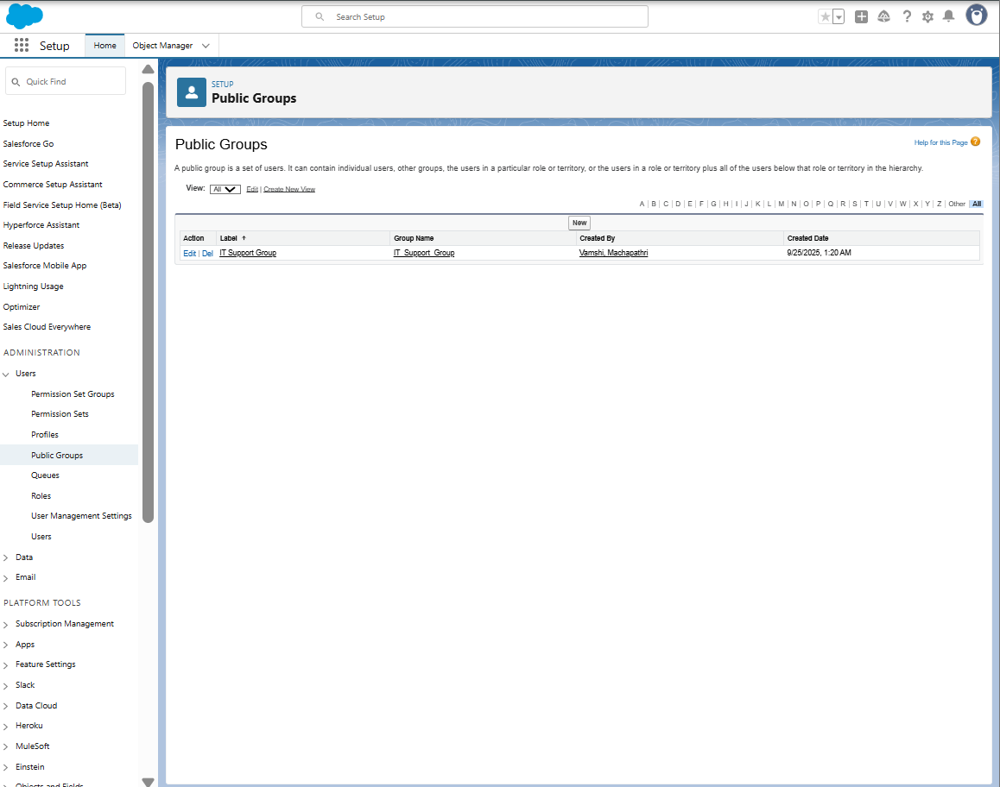 Search Setup
Setup
Home
Object Manager
Quick Find
Setup Home
Salesforce Go
Service Setup Assistant
Commerce Setup Assistant
Field Service Setup Home (Beta)
Hyperforce Assistant
Release Updates
Salesforce Mobile App
Lightning Usage
Optimizer
Sales Cloud Everywhere
ADMINISTRATION
Users
Permission Set Groups
Permission Sets
Profiles
Public Groups
Queues
Roles
User Management Settings
Users
Data
Email
PLATFORM TOOLS
Subscription Management
Apps
Feature Settings
Slack
Data Cloud
Heroku
MuleSoft
Einstein
Objects and Fields
SETUP
Public Groups
Public Groups
Help for this Page ?
A public group is a set of users. It can contain individual users, other groups, the users in a particular role or territory, or the users in a role or territory plus all of the users below that role or territory in the hierarchy.
View: All Edit | Create New View
A | B | C | D | E | F | G | H | I | J | K | L | M | N | O | P | Q | R | S | T | U | V | W | X | Y | Z | Other All
New
Action Label ↑ Group Name Created By Created Date
Edit | Del IT Support Group IT_Support_Group Vamshi, Machapathri 9/25/2025, 1:20 AM